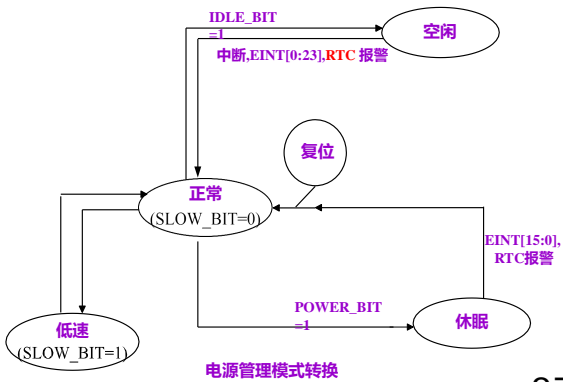 IDLE_BIT
=1
空闲
中断,EINT[0:23],RTC 报警
复位
正常
(SLOW_BIT=0)
EINT[15:0],
RTC报警
POWER_BIT
=1
休眠
低速
(SLOW_BIT=1)
电源管理模式转换